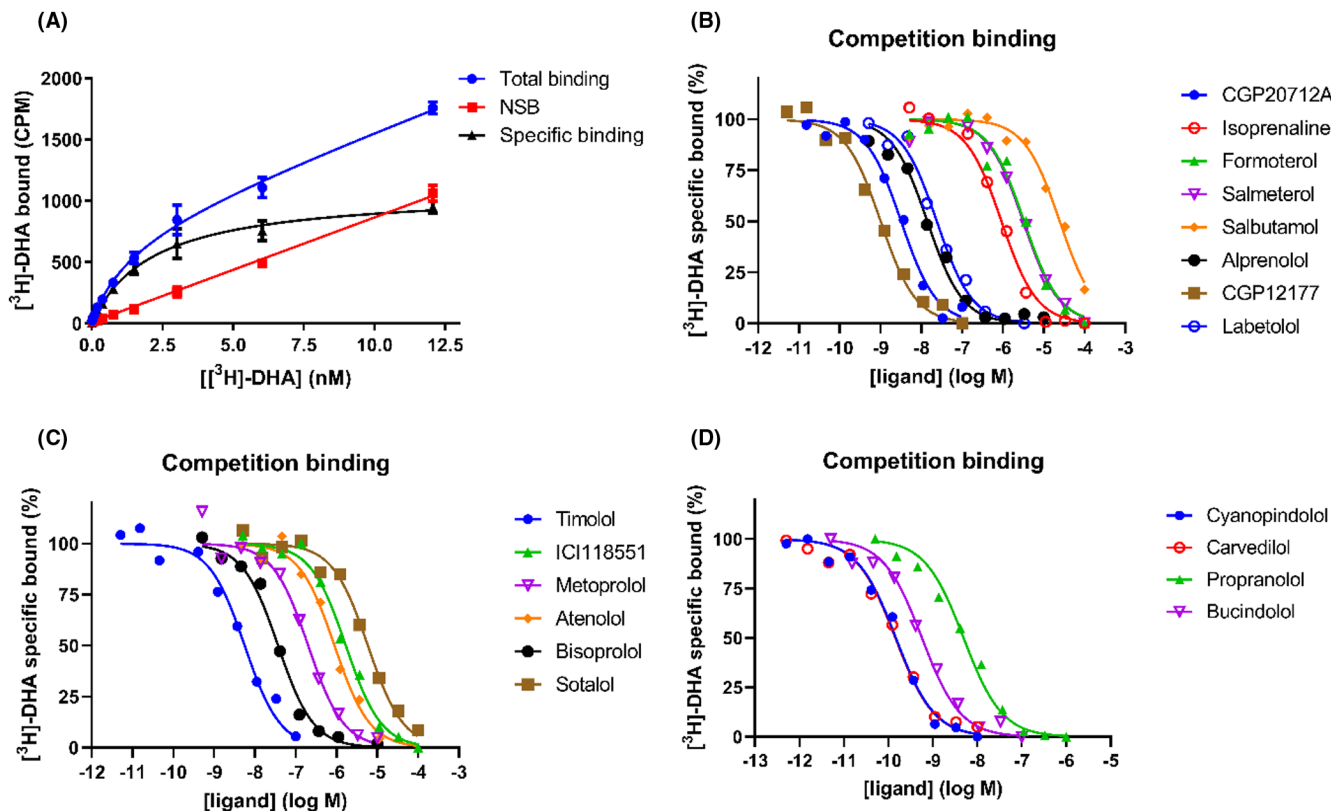 (A)
[³H]-DHA bound (CPM)
2000
1500
1000
500
0
0.0 2.5 5.0 7.5 10.0 12.5
[[³H]-DHA] (nM)
Total binding
NSB
Specific binding
(B)
Competition binding
[³H]-DHA specific bound (%)
100
75
50
25
0
-12 -11 -10 -9 -8 -7 -6 -5 -4 -3
[ligand] (log M)
CGP20712A
Isoprenaline
Formoterol
Salmeterol
Salbutamol
Alprenolol
CGP12177
Labetolol
(C)
Competition binding
[³H]-DHA specific bound (%)
100
75
50
25
0
-12 -11 -10 -9 -8 -7 -6 -5 -4 -3
[ligand] (log M)
Timolol
ICI118551
Metoprolol
Atenolol
Bisoprolol
Sotalol
(D)
Competition binding
[³H]-DHA specific bound (%)
100
75
50
25
0
-13 -12 -11 -10 -9 -8 -7 -6 -5
[ligand] (log M)
Cyanopindolol
Carvedilol
Propranolol
Bucindolol